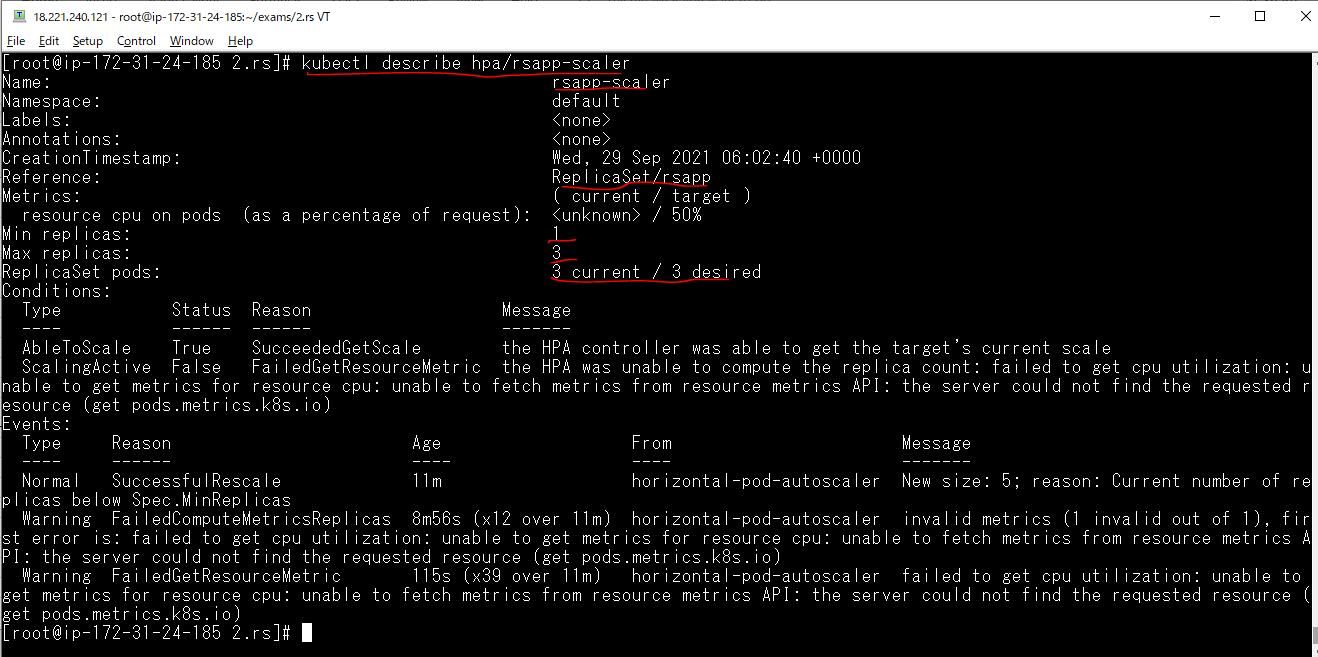 18.221.240.121 - root@ip-172-31-24-185:~/exams/2.rs VT
File Edit Setup Control Window Help
[root@ip-172-31-24-185 2.rs]# kubectl describe hpa/rsapp-scaler
Name: rsapp-scaler
Namespace: default
Labels: <none>
Annotations: <none>
CreationTimestamp: Wed, 29 Sep 2021 06:02:40 +0000
Reference: ReplicaSet/rsapp
Metrics: ( current / target )
resource cpu on pods (as a percentage of request): <unknown> / 50%
Min replicas: 1
Max replicas: 3
ReplicaSet pods: 3 current / 3 desired
Conditions:
Type Status Reason Message
---- ------ ------ -------
AbleToScale True SucceededGetScale the HPA controller was able to get the target's current scale
ScalingActive False FailedGetResourceMetric the HPA was unable to compute the replica count: failed to get cpu utilization: u
nable to get metrics for resource cpu: unable to fetch metrics from resource metrics API: the server could not find the requested r
esource (get pods.metrics.k8s.io)
Events:
Type Reason Age From Message
---- ------ ---- ---- -------
Normal SuccessfulRescale 11m horizontal-pod-autoscaler New size: 5; reason: Current number of re
plicas below Spec.MinReplicas
Warning FailedComputeMetricsReplicas 8m56s (x12 over 11m) horizontal-pod-autoscaler invalid metrics (1 invalid out of 1), fir
st error is: failed to get cpu utilization: unable to get metrics for resource cpu: unable to fetch metrics from resource metrics A
PI: the server could not find the requested resource (get pods.metrics.k8s.io)
Warning FailedGetResourceMetric 115s (x39 over 11m) horizontal-pod-autoscaler failed to get cpu utilization: unable to
get metrics for resource cpu: unable to fetch metrics from resource metrics API: the server could not find the requested resource (
get pods.metrics.k8s.io)
[root@ip-172-31-24-185 2.rs]#